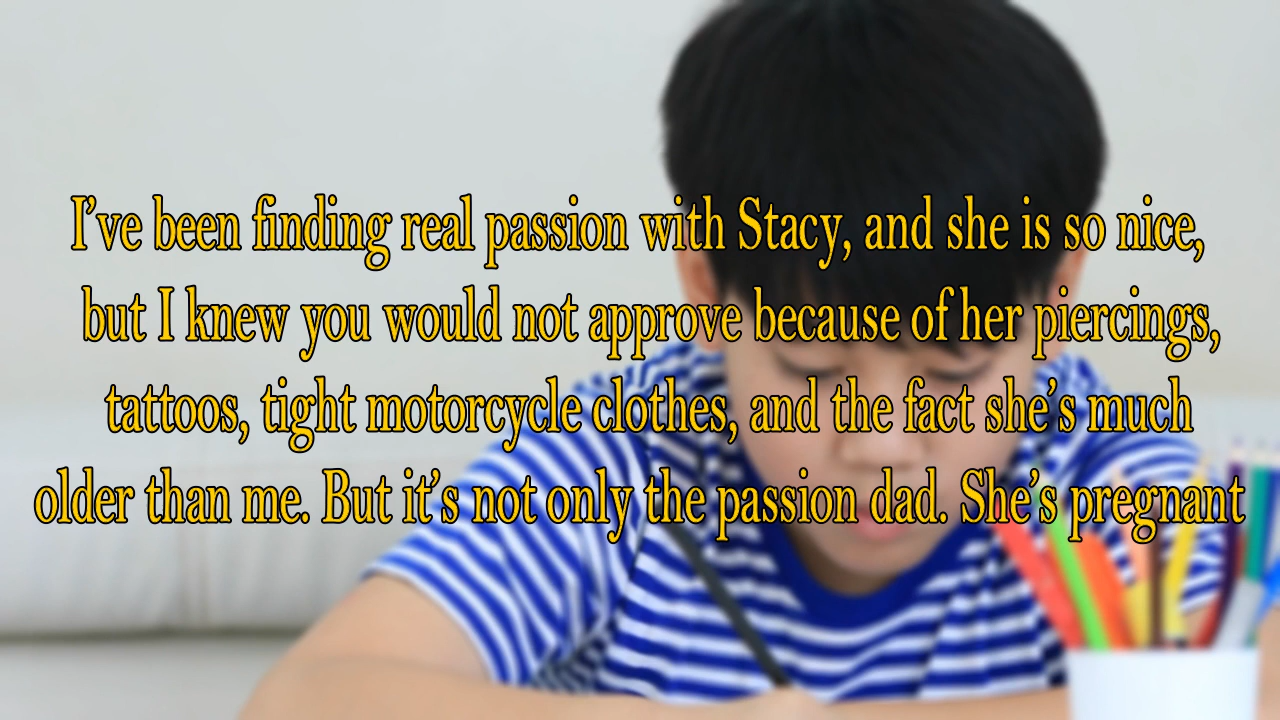 I've been finding real passion with Stacy, and she is so nice,
but I knew you would not approve because of her piercings,
tattoos, tight motorcycle clothes, and the fact she's much
older than me. But it's not only the passion dad. She's pregnant